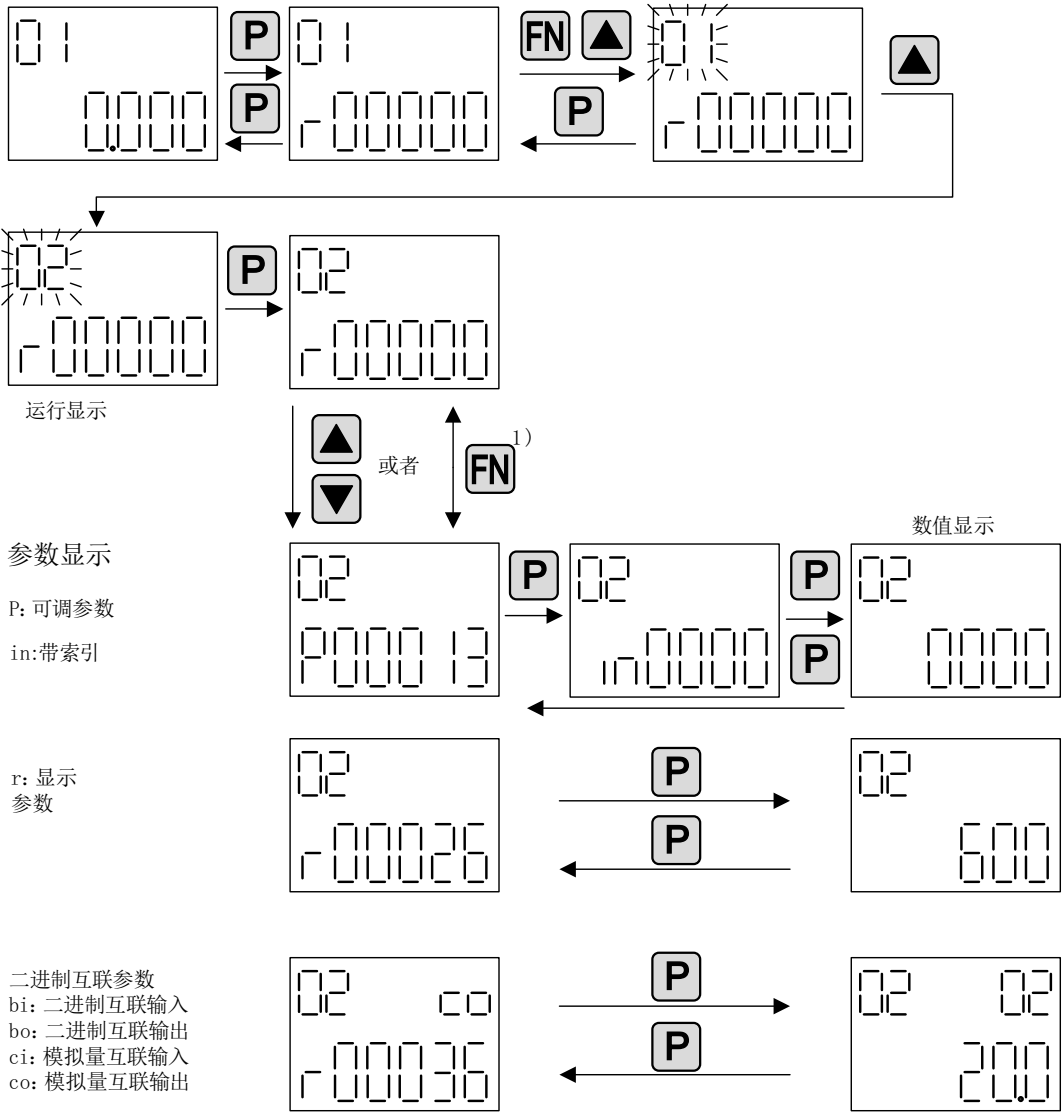 01 P 01 FN 01
0.000 P r00000 P r00000
02 P 02
r00000 r00000
运行显示
或者 FN 1)
数值显示
参数显示 02 P 02 P 02
P:可调参数 P00013 in0000 P 0000
in:带索引
r:显示 02 P 02
参数 r00026 P 600
二进制互联参数 02 co P 02 02
bi:二进制互联输入
bo:二进制互联输出
ci:模拟量互联输入 r00036 P 20.0
co:模拟量互联输出